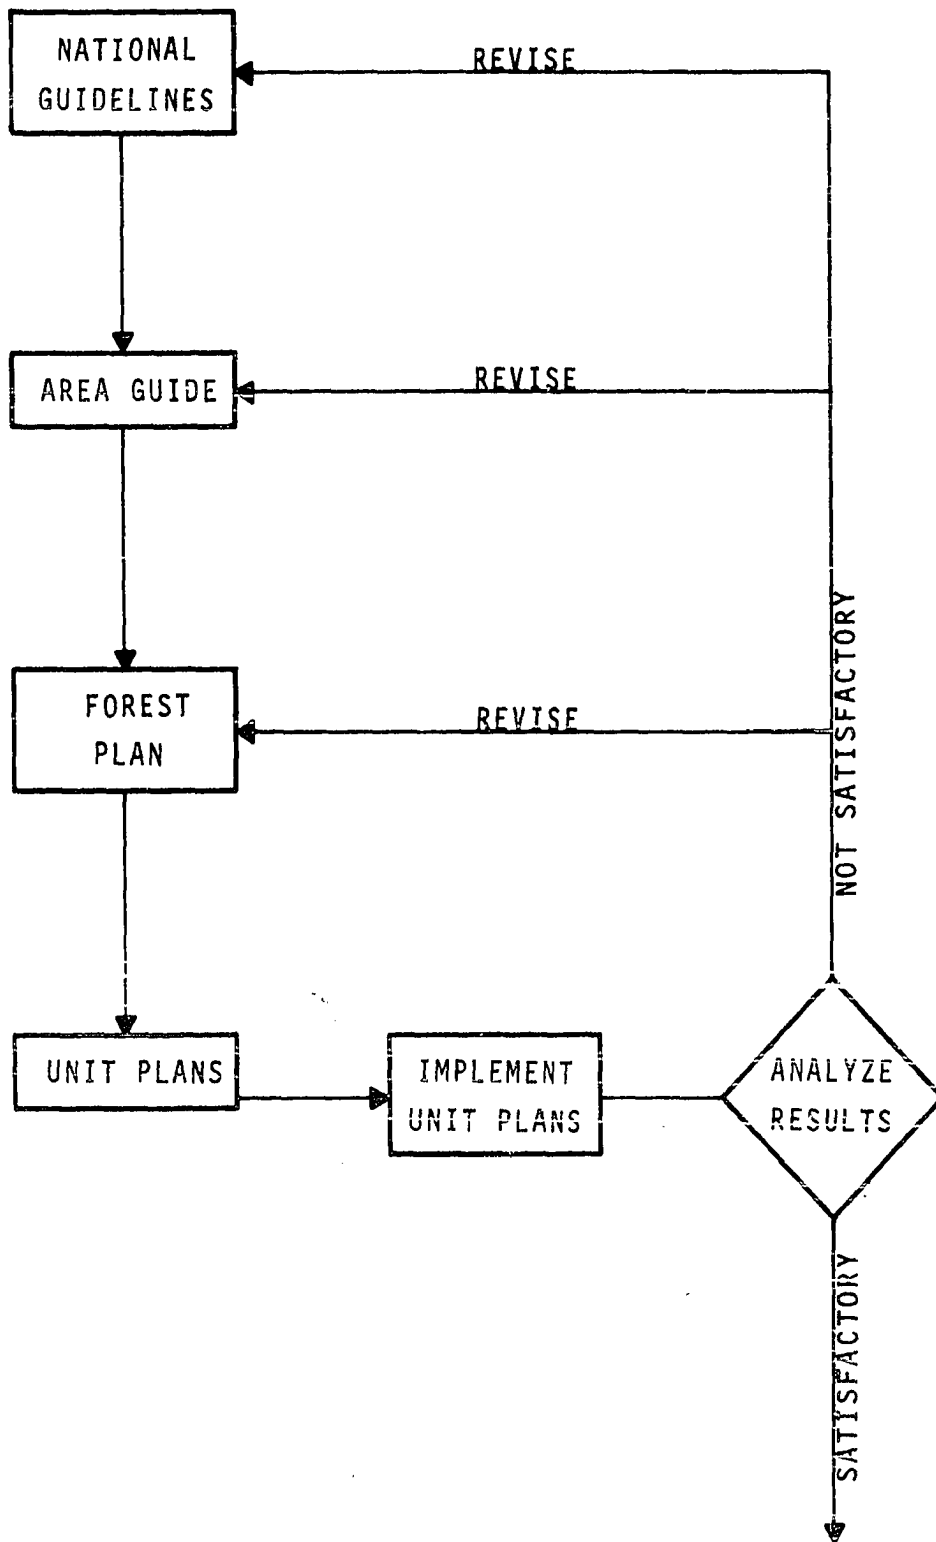 NATIONAL
GUIDELINES
REVISE
AREA GUIDE
REVISE
FOREST
PLAN
REVISE
NOT SATISFACTORY
UNIT PLANS
IMPLEMENT
UNIT PLANS
ANALYZE
RESULTS
SATISFACTORY